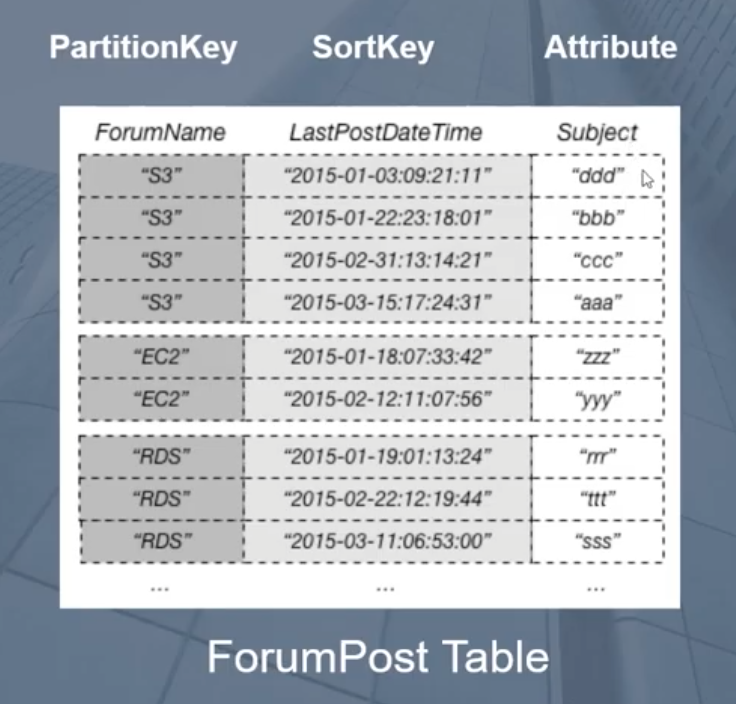 PartitionKey SortKey Attribute
ForumName LastPostDateTime Subject
“S3” “2015-01-03:09:21:11” “ddd”
“S3” “2015-01-22:23:18:01” “bbb”
“S3” “2015-02-31:13:14:21” “ccc”
“S3” “2015-03-15:17:24:31” “aaa”
“EC2” “2015-01-18:07:33:42” “zzz”
“EC2” “2015-02-12:11:07:56” “yyy”
“RDS” “2015-01-19:01:13:24” “rrr”
“RDS” “2015-02-22:12:19:44” “ttt”
“RDS” “2015-03-11:06:53:00” “sss”
... ... ...
ForumPost Table